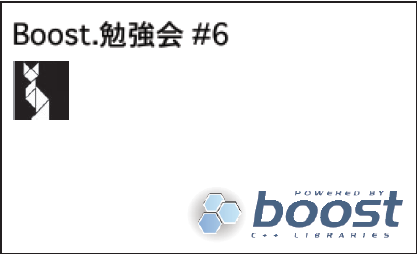 Boost.勉強会 #6
POWERED BY
boost
C++ LIBRARIES